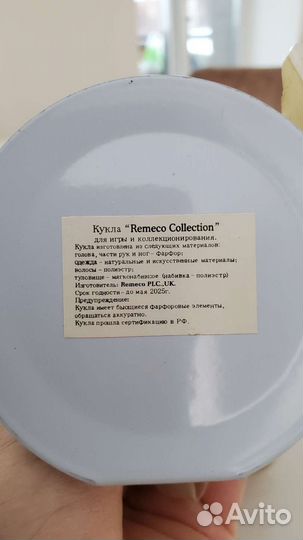 Кукла "Remeco Collection"
для игры и коллекционирования.
Кукла изготовлена из следующих материалов:
голова, части рук и ног - фарфор;
одежда - натуральные и искусственные материалы;
волосы - полиэстр;
туловище - мягконабивное (набивка - полиэстр)
Изготовитель: Remeco PLC.,UK.
Срок годности - до мая 2025г.
Предупреждение:
Кукла имеет бьющиеся фарфоровые элементы,
обращаться аккуратно.
Кукла прошла сертификацию в РФ.
Avito